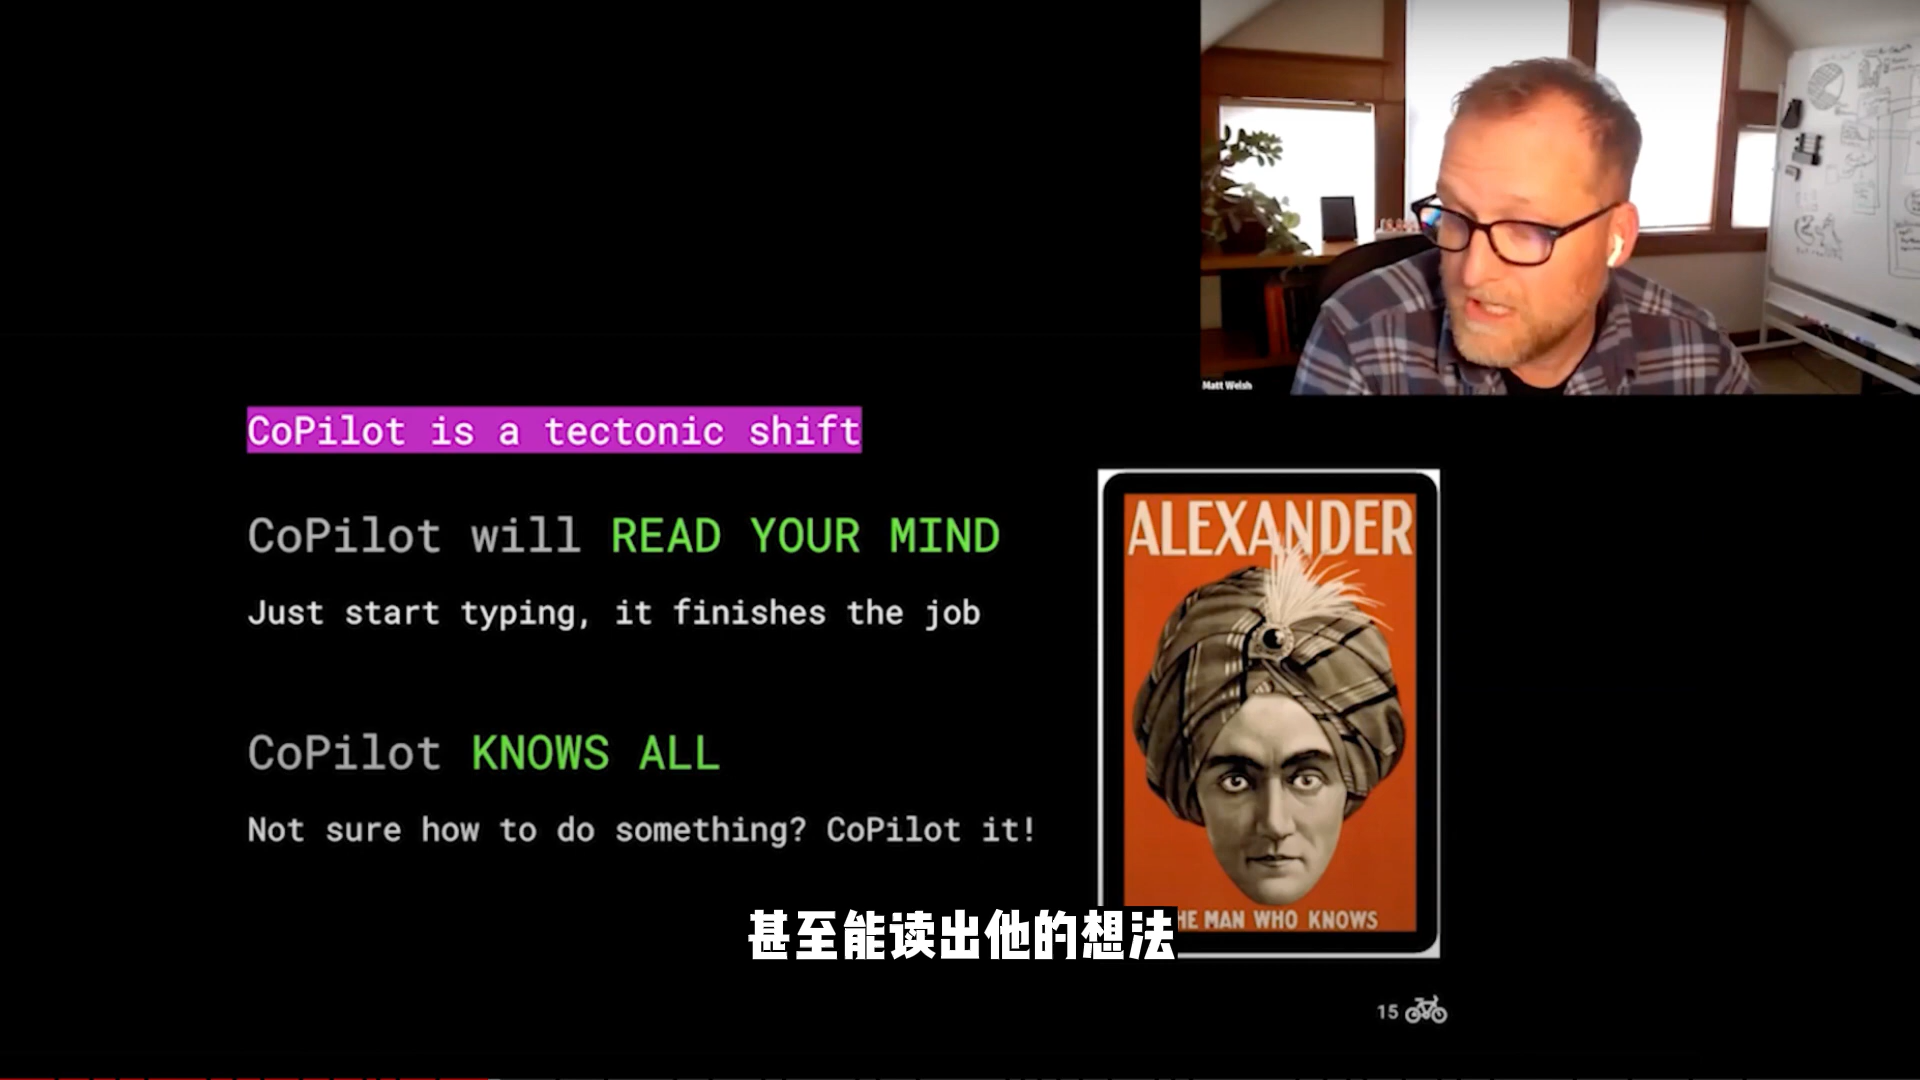 Matt Welsh
CoPilot is a tectonic shift
CoPilot will READ YOUR MIND
Just start typing, it finishes the job
CoPilot KNOWS ALL
Not sure how to do something? CoPilot it!
ALEXANDER
HE MAN WHO KNOWS
甚至能读出他的想法
15